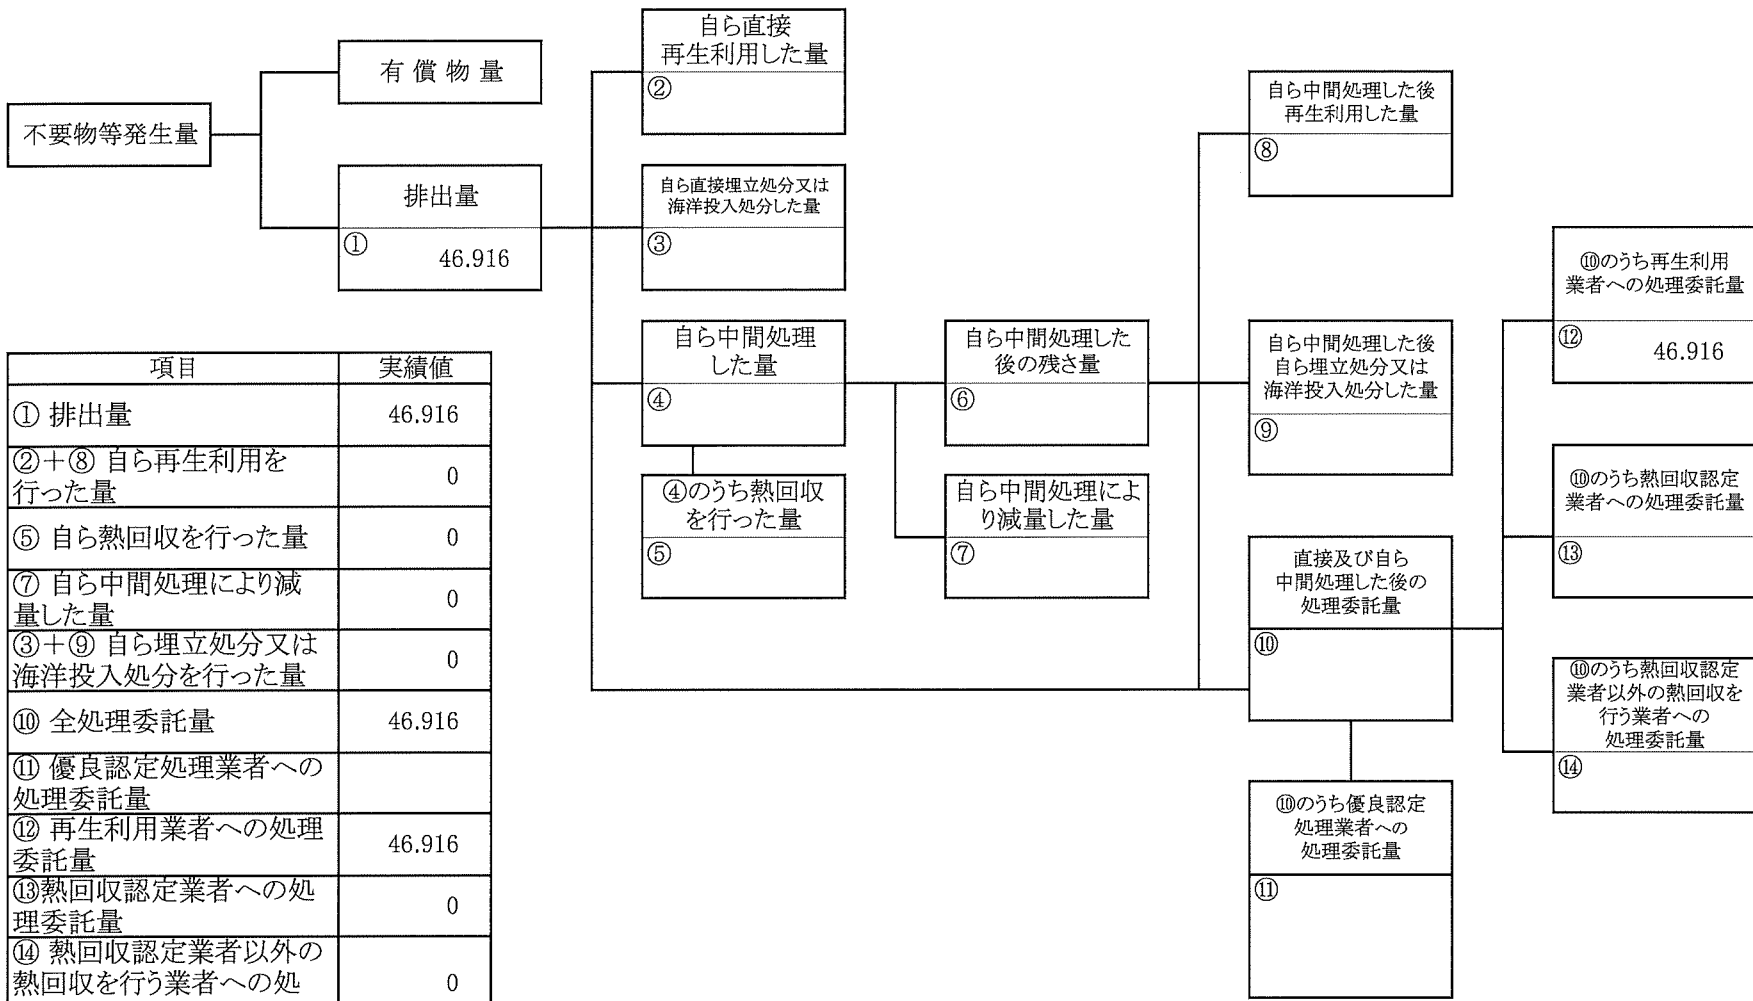 不要物等発生量
有償物量
排出量
①
46.916
自ら直接
再生利用した量
②
自ら直接埋立処分又は
海洋投入処分した量
③
自ら中間処理
した量
④
④のうち熱回収
を行った量
⑤
自ら中間処理した
後の残さ量
⑥
自ら中間処理によ
り減量した量
⑦
自ら中間処理した後
再生利用した量
⑧
自ら中間処理した後
自ら埋立処分又は
海洋投入処分した量
⑨
直接及び自ら
中間処理した後の
処理委託量
⑩
⑩のうち優良認定
処理業者への
処理委託量
⑪
⑩のうち再生利用
業者への処理委託量
⑫
46.916
⑩のうち熱回収認定
業者への処理委託量
⑬
⑩のうち熱回収認定
業者以外の熱回収を
行う業者への
処理委託量
⑭
項目 実績値
① 排出量 46.916
②+⑧ 自ら再生利用を
行った量 0
⑤ 自ら熱回収を行った量 0
⑦ 自ら中間処理により減
量した量 0
③+⑨ 自ら埋立処分又は
海洋投入処分を行った量 0
⑩ 全処理委託量 46.916
⑪ 優良認定処理業者への
処理委託量
⑫ 再生利用業者への処理
委託量 46.916
⑬熱回収認定業者への処
理委託量 0
⑭ 熱回収認定業者以外の
熱回収を行う業者への処 0